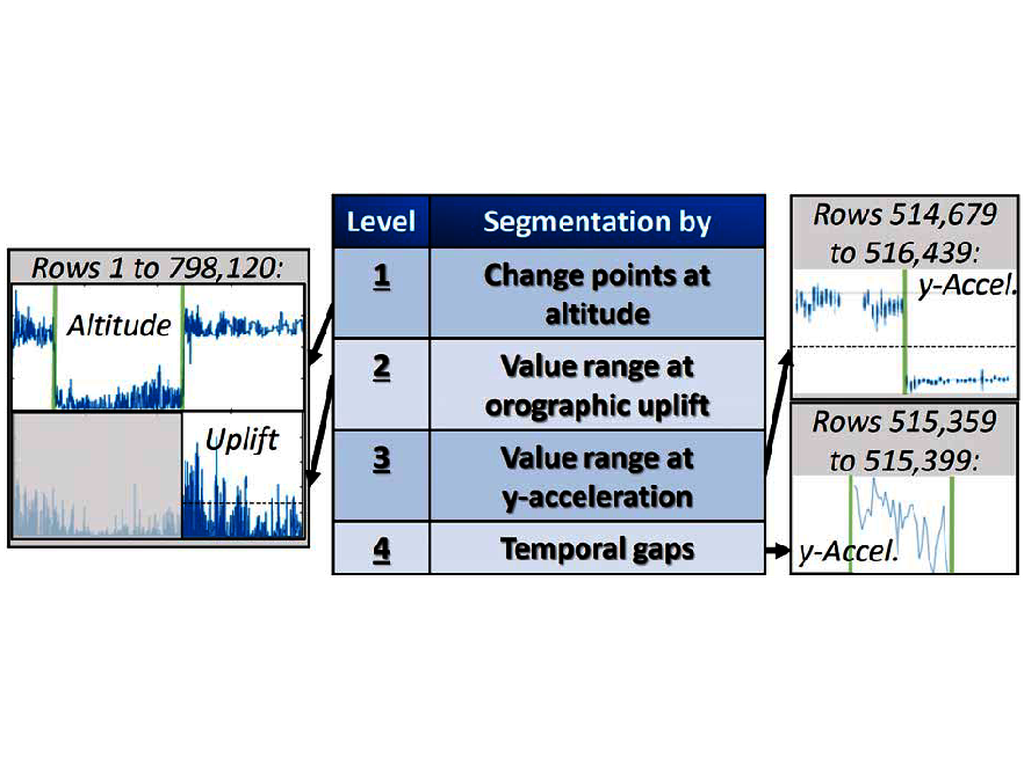 Rows 1 to 798,120:
Altitude
Uplift
Level Segmentation by
1 Change points at
altitude
2 Value range at
orographic uplift
3 Value range at
y-acceleration
4 Temporal gaps
Rows 514,679
to 516,439:
y-Accel.
Rows 515,359
to 515,399:
y-Accel.